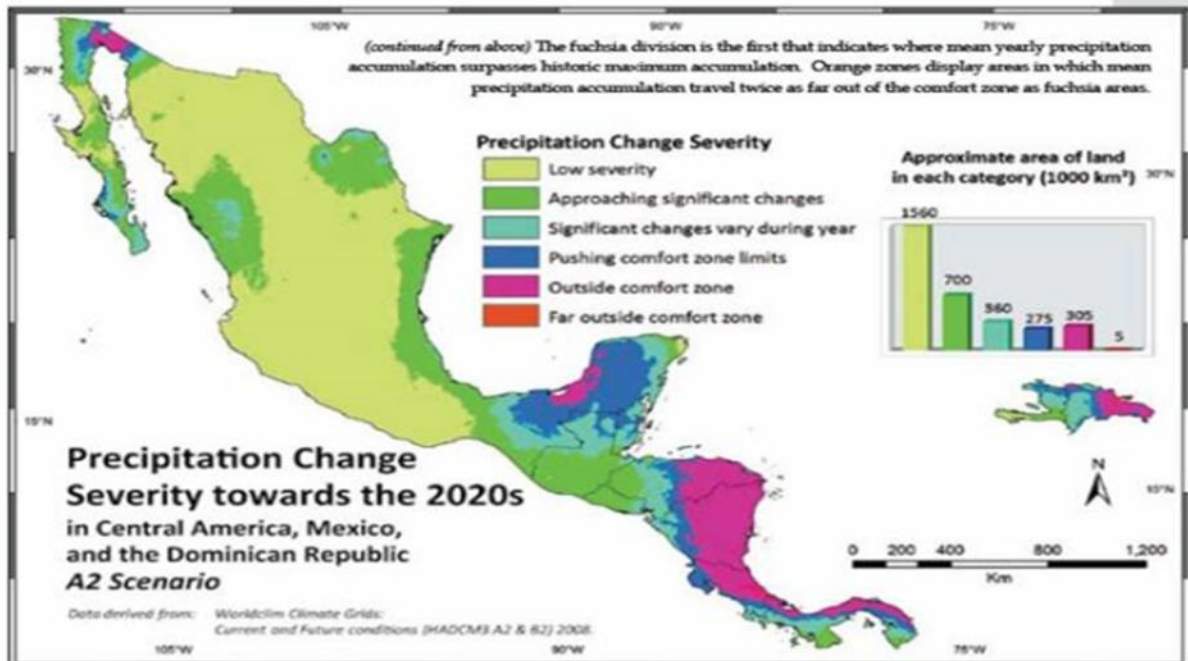 105°W 90°W 75°W
(continued from above) The fuchsia division is the first that indicates where mean yearly precipitation
accumulation surpasses historic maximum accumulation. Orange zones display areas in which mean
precipitation accumulation travel twice as far out of the comfort zone as fuchsia areas.
30°N
Precipitation Change Severity
Low severity
Approaching significant changes
Significant changes vary during year
Pushing comfort zone limits
Outside comfort zone
Far outside comfort zone
Approximate area of land
in each category (1000 km²)
30°N
1560
700
360
275
305
5
15°N
Precipitation Change
Severity towards the 2020s
in Central America, Mexico,
and the Dominican Republic
A2 Scenario
Data derived from: Worldclim Climate Grids:
Current and Future conditions (HADCM3 A2 & B2) 2008.
N
15°N
0 200 400 800 1,200
Km
105°W 90°W 75°W